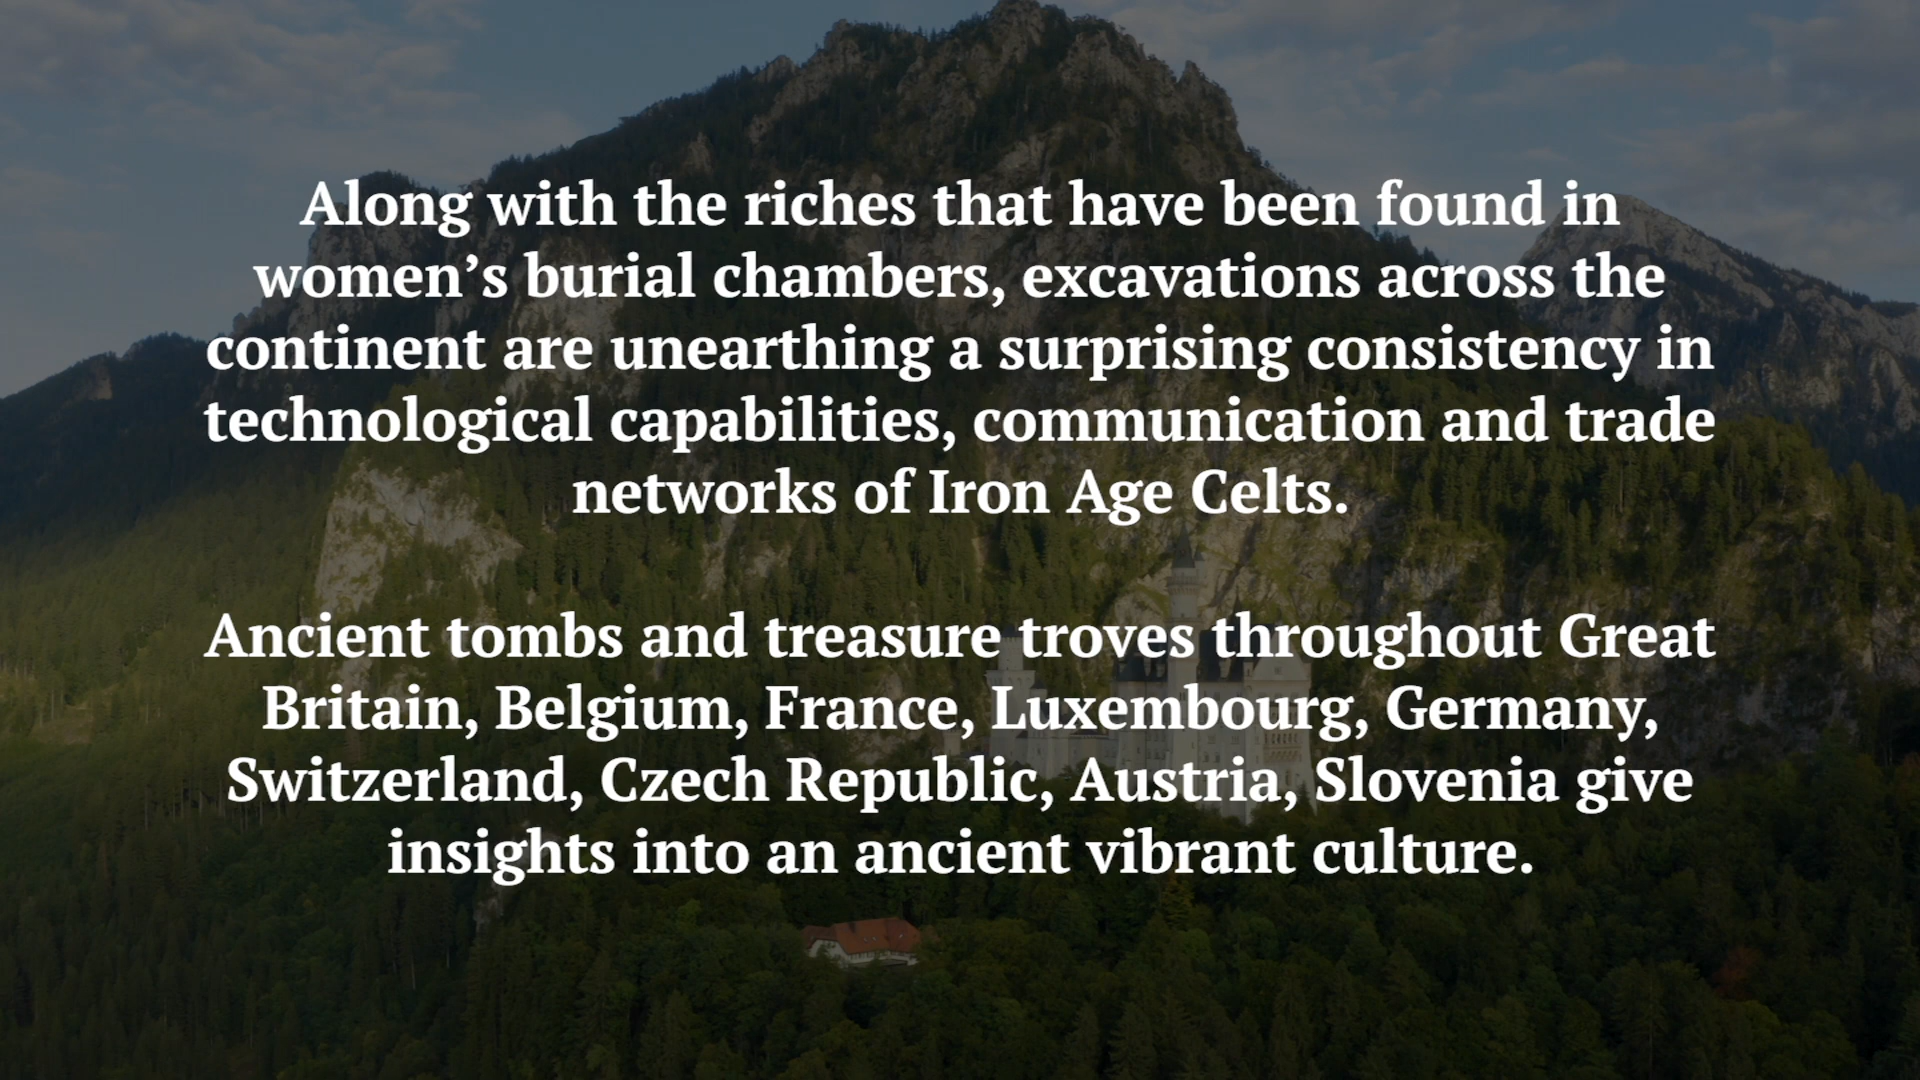 Along with the riches that have been found in
women’s burial chambers, excavations across the
continent are unearthing a surprising consistency in
technological capabilities, communication and trade
networks of Iron Age Celts.
Ancient tombs and treasure troves throughout Great
Britain, Belgium, France, Luxembourg, Germany,
Switzerland, Czech Republic, Austria, Slovenia give
insights into an ancient vibrant culture.